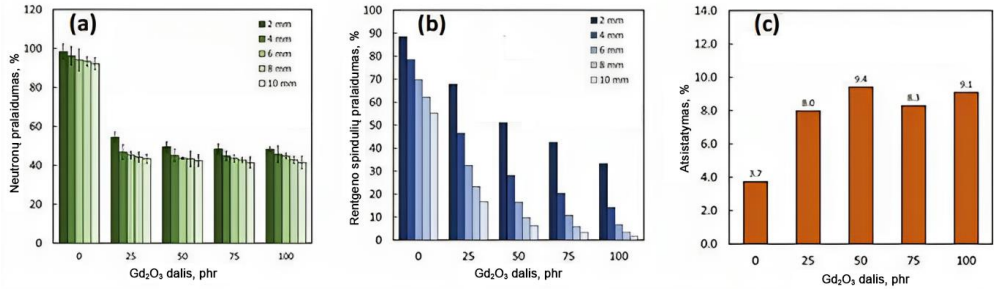 (a)
Neutronų pralaidumas, %
120
100
80
60
40
20
0
2 mm
4 mm
6 mm
8 mm
10 mm
0 25 50 75 100
Gd₂O₃ dalis, phr
(b)
Rentgeno spindulių pralaidumas, %
100
90
80
70
60
50
40
30
20
10
0
2 mm
4 mm
6 mm
8 mm
10 mm
0 25 50 75 100
Gd₂O₃ dalis, phr
(c)
Atsistatymas, %
14.0
12.0
10.0
8.0
6.0
4.0
2.0
0.0
3.7
8.0
9.4
8.3
9.1
0 25 50 75 100
Gd₂O₃ dalis, phr